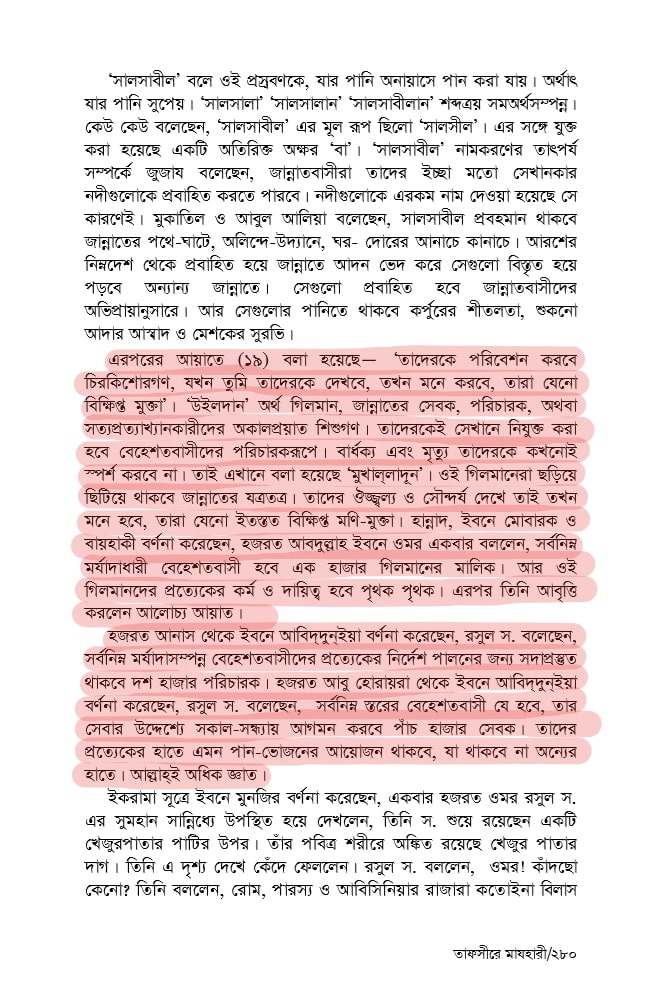 ‘সালসাবীল’ বলে ওই প্রস্রবণকে, যার পানি অনায়াসে পান করা যায়। অর্থাৎ
যার পানি সুপেয়। ‘সালসালা’ ‘সালসালান’ ‘সালসাবীলান’ শব্দত্রয় সমঅর্থসম্পন্ন।
কেউ কেউ বলেছেন, ‘সালসাবীল’ এর মূল রূপ ছিলো ‘সালসীল’। এর সঙ্গে যুক্ত
করা হয়েছে একটি অতিরিক্ত অক্ষর ‘বা’। ‘সালসাবীল’ নামকরণের তাৎপর্য
সম্পর্কে জুজায বলেছেন, জান্নাতবাসীরা তাদের ইচ্ছা মতো সেখানকার
নদীগুলোকে প্রবাহিত করতে পারবে। নদীগুলোকে এরকম নাম দেওয়া হয়েছে সে
কারণেই। মুকাতিল ও আবুল আলিয়া বলেছেন, সালসাবীল প্রবহমান থাকবে
জান্নাতের পথে-ঘাটে, অলিন্দে-উদ্যানে, ঘর- দোরের আনাচে কানাচে। আরশের
নিম্নদেশ থেকে প্রবাহিত হয়ে জান্নাতে আদন ভেদ করে সেগুলো বিস্তৃত হয়ে
পড়বে অন্যান্য জান্নাতে। সেগুলো প্রবাহিত হবে জান্নাতবাসীদের
অভিপ্রায়ানুসারে। আর সেগুলোর পানিতে থাকবে কর্পুরের শীতলতা, শুকনো
আদার আস্বাদ ও মেশকের সুরভি।
এরপরের আয়াতে (১৯) বলা হয়েছে— ‘তাদেরকে পরিবেশন করবে
চিরকিশোরগণ, যখন তুমি তাদেরকে দেখবে, তখন মনে করবে, তারা যেনো
বিক্ষিপ্ত মুক্তা’। ‘উইলদান’ অর্থ গিলমান, জান্নাতের সেবক, পরিচারক, অথবা
সত্যপ্রত্যাখ্যানকারীদের অকালপ্রয়াত শিশুগণ। তাদেরকেই সেখানে নিযুক্ত করা
হবে বেহেশতবাসীদের পরিচারকরূপে। বার্ধক্য এবং মৃত্যু তাদেরকে কখনোই
স্পর্শ করবে না। তাই এখানে বলা হয়েছে ‘মুখাল্‌লাদূন’। ওই গিলমানেরা ছড়িয়ে
ছিটিয়ে থাকবে জান্নাতের যত্রতত্র। তাদের ঔজ্জ্বল্য ও সৌন্দর্য দেখে তাই তখন
মনে হবে, তারা যেনো ইতস্তত বিক্ষিপ্ত মণি-মুক্তা। হান্নাদ, ইবনে মোবারক ও
বায়হাকী বর্ণনা করেছেন, হজরত আবদুল্লাহ ইবনে ওমর একবার বললেন, সর্বনিম্ন
মর্যাদাধারী বেহেশতবাসী হবে এক হাজার গিলমানের মালিক। আর ওই
গিলমানদের প্রত্যেকের কর্ম ও দায়িত্ব হবে পৃথক পৃথক। এরপর তিনি আবৃত্তি
করলেন আলোচ্য আয়াত।
হজরত আনাস থেকে ইবনে আবিদ্‌দুন্‌ইয়া বর্ণনা করেছেন, রসুল স. বলেছেন,
সর্বনিম্ন মর্যাদাসম্পন্ন বেহেশতবাসীদের প্রত্যেকের নির্দেশ পালনের জন্য সদাপ্রস্তুত
থাকবে দশ হাজার পরিচারক। হজরত আবু হোরায়রা থেকে ইবনে আবিদ্‌দুন্‌ইয়া
বর্ণনা করেছেন, রসুল স. বলেছেন, সর্বনিম্ন স্তরের বেহেশতবাসী যে হবে, তার
সেবার উদ্দেশ্যে সকাল-সন্ধ্যায় আগমন করবে পাঁচ হাজার সেবক। তাদের
প্রত্যেকের হাতে এমন পান-ভোজনের আয়োজন থাকবে, যা থাকবে না অন্যের
হাতে। আল্লাহ্‌ই অধিক জ্ঞাত।
ইকরামা সূত্রে ইবনে মুনজির বর্ণনা করেছেন, একবার হজরত ওমর রসুল স.
এর সুমহান সান্নিধ্যে উপস্থিত হয়ে দেখলেন, তিনি স. শুয়ে রয়েছেন একটি
খেজুরপাতার পাটির উপর। তাঁর পবিত্র শরীরে অঙ্কিত রয়েছে খেজুর পাতার
দাগ। তিনি এ দৃশ্য দেখে কেঁদে ফেললেন। রসুল স. বললেন, ওমর! কাঁদছো
কেনো? তিনি বললেন, রোম, পারস্য ও আবিসিনিয়ার রাজারা কতোইনা বিলাস
তাফসীরে মাযহারী/২৮০